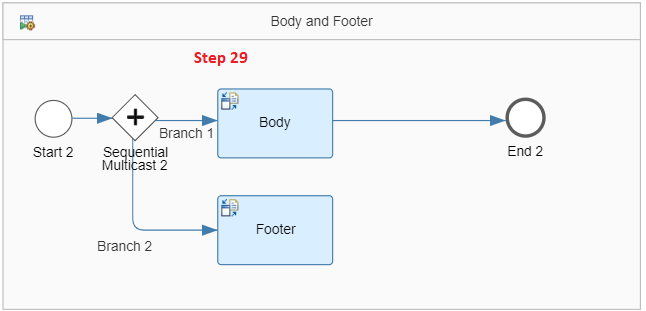 Body and Footer
Step 29
Branch 1
Body
Start 2
Sequential
Multicast 2
End 2
Footer
Branch 2